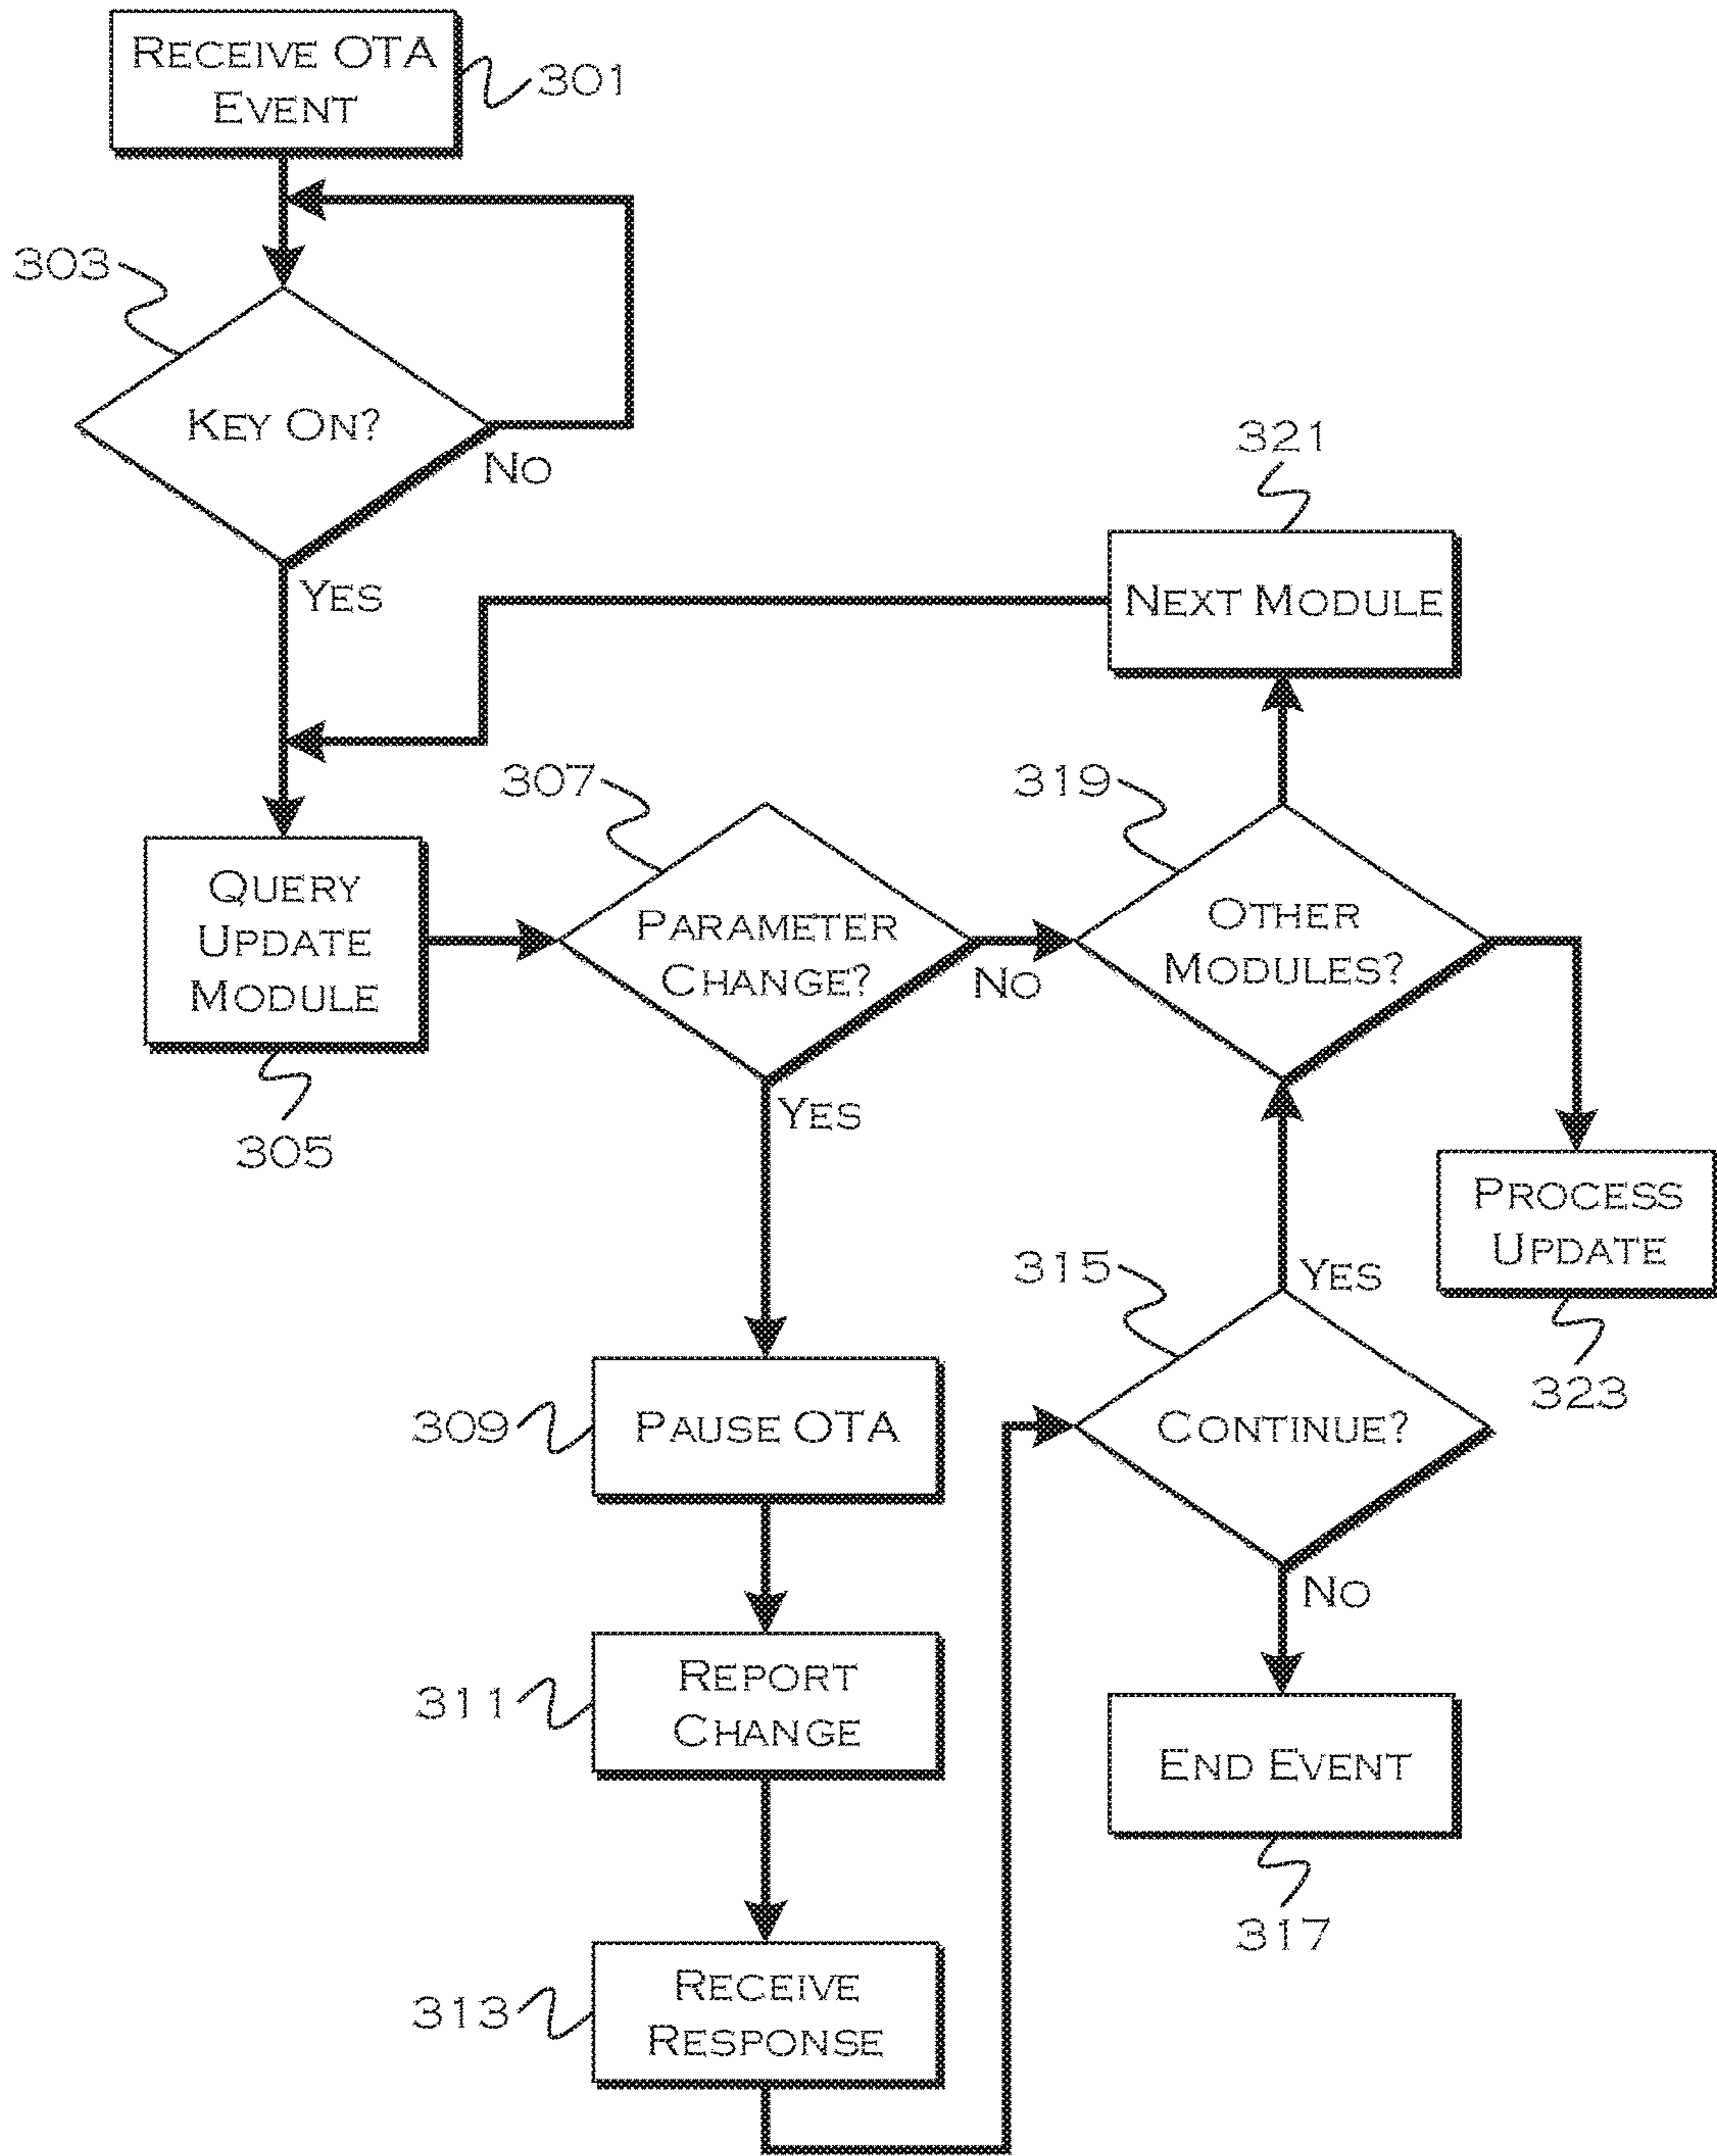 RECEIVE OTA
EVENT
301
303
KEY ON?
NO
YES
321
NEXT MODULE
307
319
QUERY
UPDATE
MODULE
305
PARAMETER
CHANGE?
NO
YES
OTHER
MODULES?
PROCESS
UPDATE
323
315
YES
CONTINUE?
NO
309
PAUSE OTA
311
REPORT
CHANGE
END EVENT
317
313
RECEIVE
RESPONSE